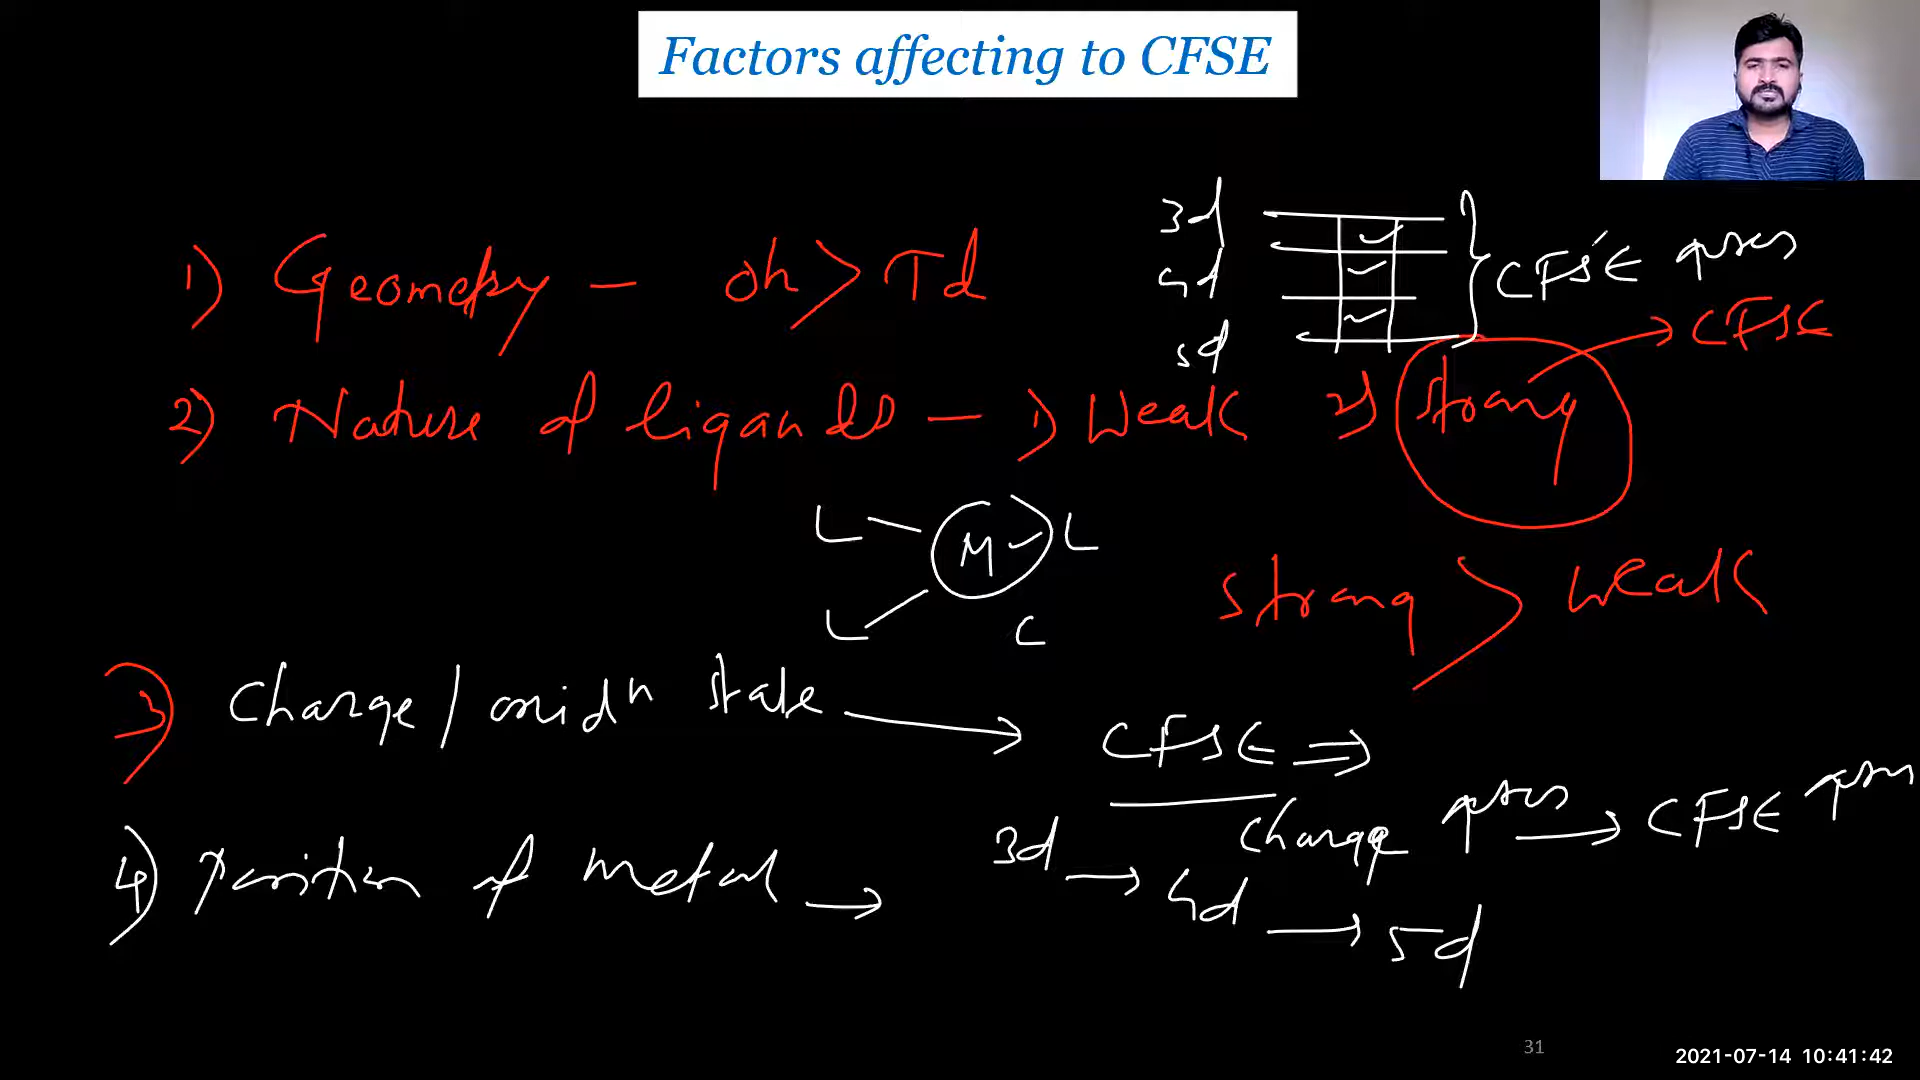 Factors affecting to CFSE
3d
4d
5d
CFSE
CFSE
1) Geometry – Oh > Td
2) Nature of ligands – 1) Weak 2) strong
L M L
L L
strong > weak
3) Charge / oxidn state → CFSE ⇒
Charge → CFSE
4) Position of metal → 3d → 4d → 5d
31
2021-07-14 10:41:42